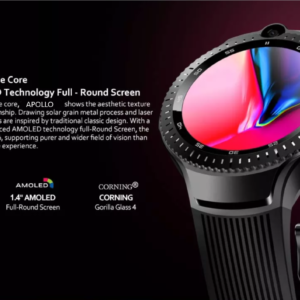 e Core
D Technology Full - Round Screen
e core, APOLLO shows the aesthetic texture
nship. Drawing solar grain metal process and laser
s are inspired by traditional classic design. With a
ced AMOLED technology full-Round Screen, the
, supporting purer and wider field of vision than
e experience.
AMOLED
1.4" AMOLED
Full-Round Screen
CORNING®
CORNING
Gorilla Glass 4